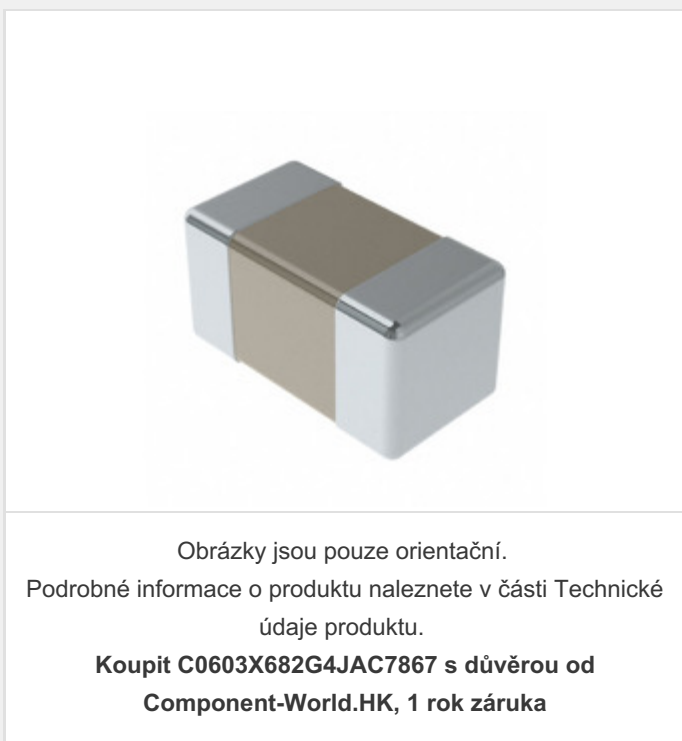 Obrázky jsou pouze orientační.
Podrobné informace o produktu naleznete v části Technické
údaje produktu.
Koupit C0603X682G4JAC7867 s důvěrou od
Component-World.HK, 1 rok záruka